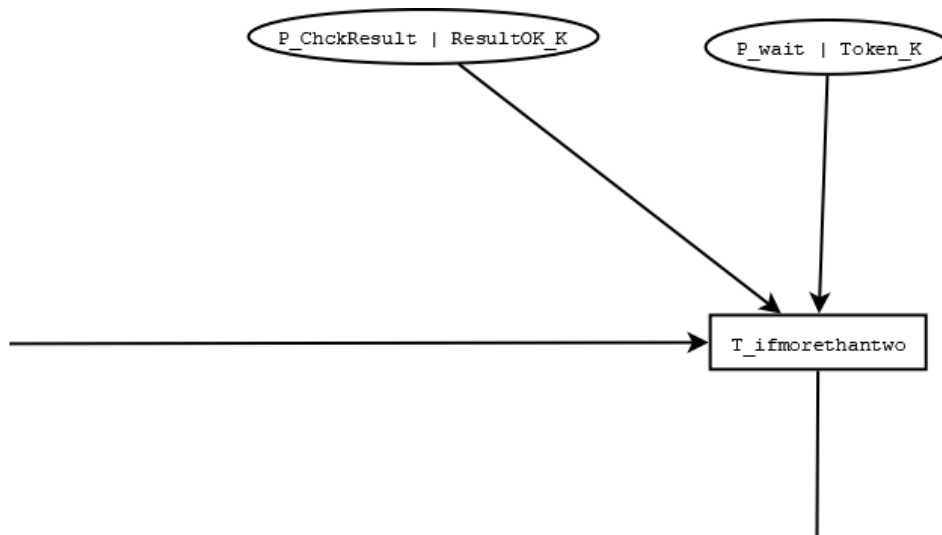 P_ChckResult | ResultOK_K
P_wait | Token_K
T_ifmorethantwo